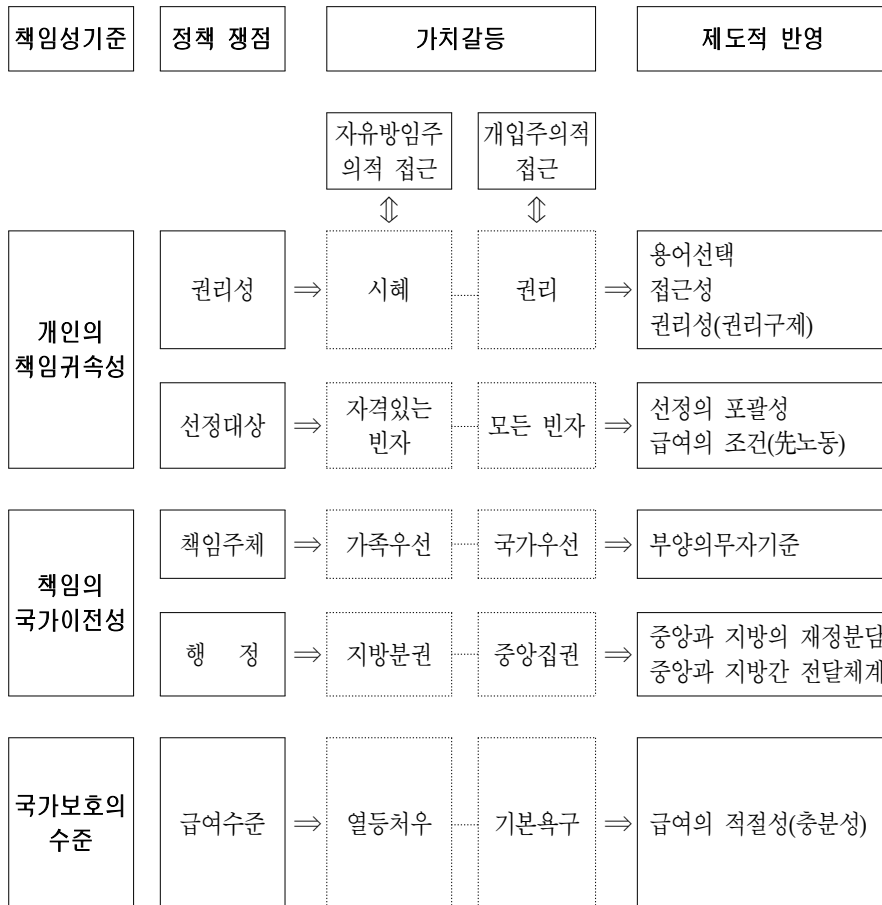 책임성기준 정책 쟁점 가치갈등 제도적 반영
자유방임주
의적 접근
개입주의적
접근
⇕ ⇕
개인의
책임귀속성
권리성 ⇒ 시혜 권리 ⇒
용어선택
접근성
권리성(권리구제)
선정대상 ⇒
자격있는
빈자
모든 빈자 ⇒
선정의 포괄성
급여의 조건(先노동)
책임의
국가이전성
책임주체 ⇒ 가족우선 국가우선 ⇒ 부양의무자기준
행 정 ⇒ 지방분권 중앙집권 ⇒
중앙과 지방의 재정분담
중앙과 지방간 전달체계
국가보호의
수준
급여수준 ⇒ 열등처우 기본욕구 ⇒ 급여의 적절성(충분성)